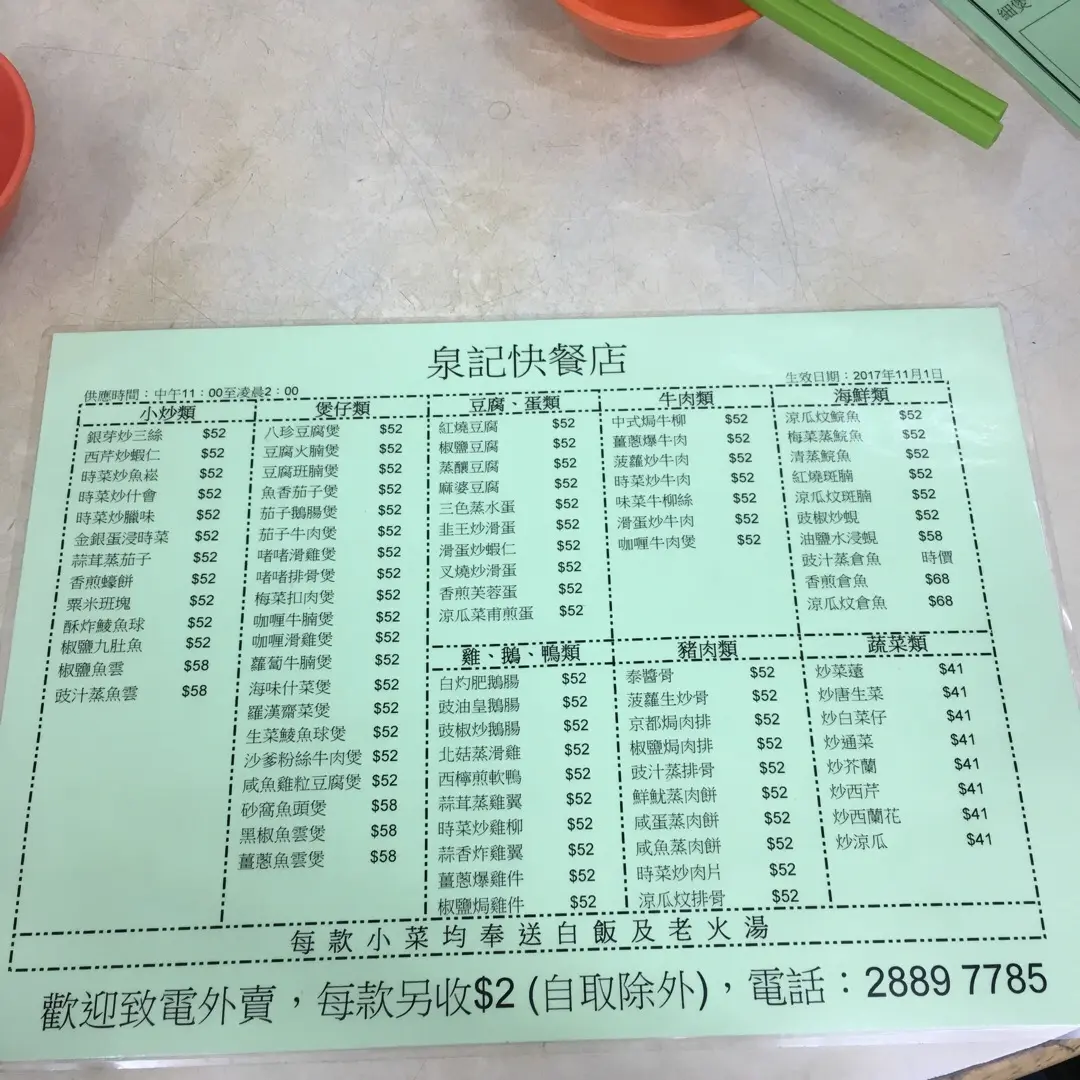 細煲
泉記快餐店
供應時間：中午11：00至凌晨2：00
生效日期：2017年11月1日
小炒類
銀芽炒三絲 $52
西芹炒蝦仁 $52
時菜炒魚崧 $52
時菜炒什會 $52
時菜炒臘味 $52
金銀蛋浸時菜 $52
蒜茸蒸茄子 $52
香煎蠔餅 $52
粟米班塊 $52
酥炸鯪魚球 $52
椒鹽九肚魚 $52
椒鹽魚雲 $58
豉汁蒸魚雲 $58
煲仔類
八珍豆腐煲 $52
豆腐火腩煲 $52
豆腐班腩煲 $52
魚香茄子煲 $52
茄子鵝腸煲 $52
茄子牛肉煲 $52
啫啫滑雞煲 $52
啫啫排骨煲 $52
梅菜扣肉煲 $52
咖喱牛腩煲 $52
咖喱滑雞煲 $52
蘿蔔牛腩煲 $52
海味什菜煲 $52
羅漢齋菜煲 $52
生菜鯪魚球煲 $52
沙爹粉絲牛肉煲 $52
咸魚雞粒豆腐煲 $52
砂窩魚頭煲 $58
黑椒魚雲煲 $58
薑蔥魚雲煲 $58
豆腐、蛋類
紅燒豆腐 $52
椒鹽豆腐 $52
蒸釀豆腐 $52
麻婆豆腐 $52
三色蒸水蛋 $52
韭王炒滑蛋 $52
滑蛋炒蝦仁 $52
叉燒炒滑蛋 $52
香煎芙蓉蛋 $52
涼瓜菜甫煎蛋 $52
牛肉類
中式焗牛柳 $52
薑蔥爆牛肉 $52
菠蘿炒牛肉 $52
時菜炒牛肉 $52
味菜牛柳絲 $52
滑蛋炒牛肉 $52
咖喱牛肉煲 $52
海鮮類
涼瓜炆鯇魚 $52
梅菜蒸鯇魚 $52
清蒸鯇魚 $52
紅燒斑腩 $52
涼瓜炆斑腩 $52
豉椒炒蜆 $52
油鹽水浸蜆 $58
豉汁蒸倉魚 時價
香煎倉魚 $68
涼瓜炆倉魚 $68
雞、鵝、鴨類
白灼肥鵝腸 $52
豉油皇鵝腸 $52
豉椒炒鵝腸 $52
北菇蒸滑雞 $52
西檸煎軟鴨 $52
蒜茸蒸雞翼 $52
時菜炒雞柳 $52
蒜香炸雞翼 $52
薑蔥爆雞件 $52
椒鹽焗雞件 $52
豬肉類
泰醬骨 $52
菠蘿生炒骨 $52
京都焗肉排 $52
椒鹽焗肉排 $52
豉汁蒸排骨 $52
鮮魷蒸肉餅 $52
咸蛋蒸肉餅 $52
咸魚蒸肉餅 $52
時菜炒肉片 $52
涼瓜炆排骨 $52
蔬菜類
炒菜薳 $41
炒唐生菜 $41
炒白菜仔 $41
炒通菜 $41
炒芥蘭 $41
炒西芹 $41
炒西蘭花 $41
炒涼瓜 $41
每款小菜均奉送白飯及老火湯
歡迎致電外賣，每款另收$2 (自取除外)，電話：2889 7785